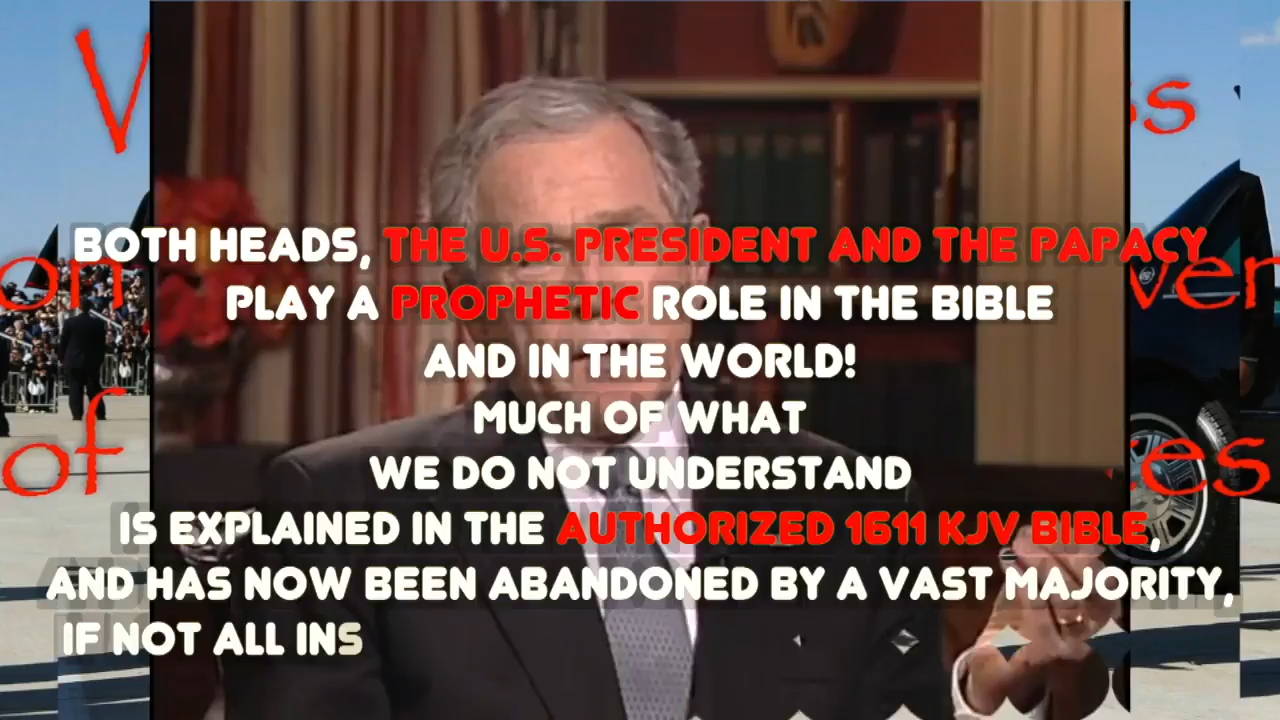 BOTH HEADS, THE U.S. PRESIDENT AND THE PAPACY
PLAY A PROPHETIC ROLE IN THE BIBLE
AND IN THE WORLD!
MUCH OF WHAT
WE DO NOT UNDERSTAND
IS EXPLAINED IN THE AUTHORIZED 1611 KJV BIBLE,
AND HAS NOW BEEN ABANDONED BY A VAST MAJORITY,
IF NOT ALL INS
of